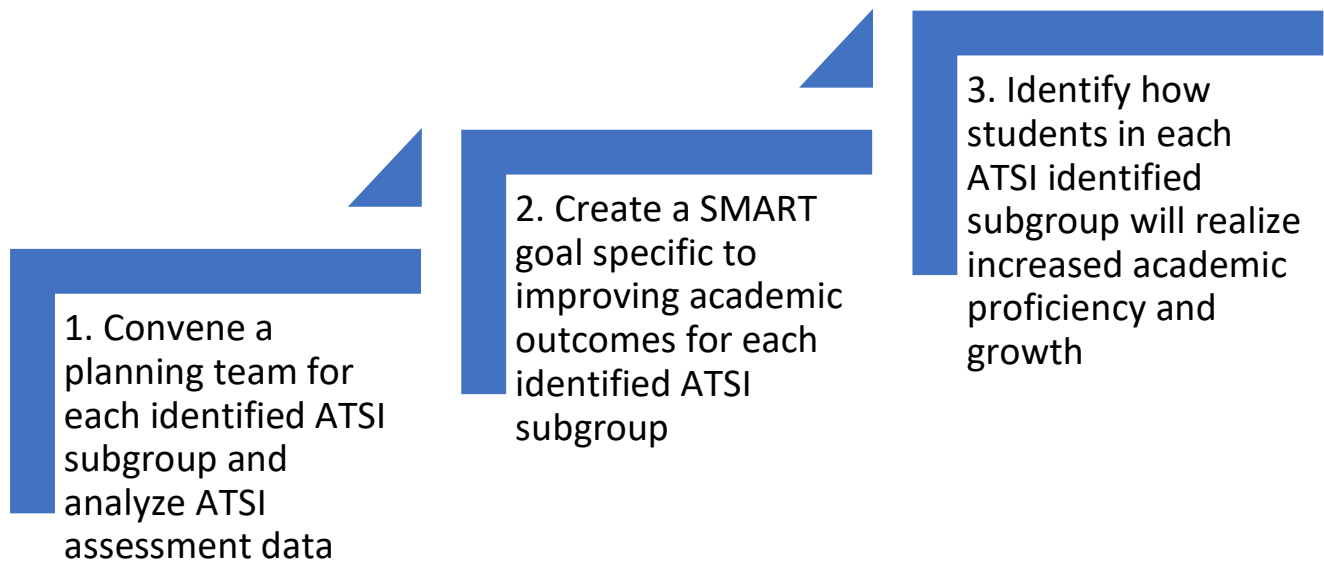 1. Convene a
planning team for
each identified ATSI
subgroup and
analyze ATSI
assessment data
2. Create a SMART
goal specific to
improving academic
outcomes for each
identified ATSI
subgroup
3. Identify how
students in each
ATSI identified
subgroup will realize
increased academic
proficiency and
growth